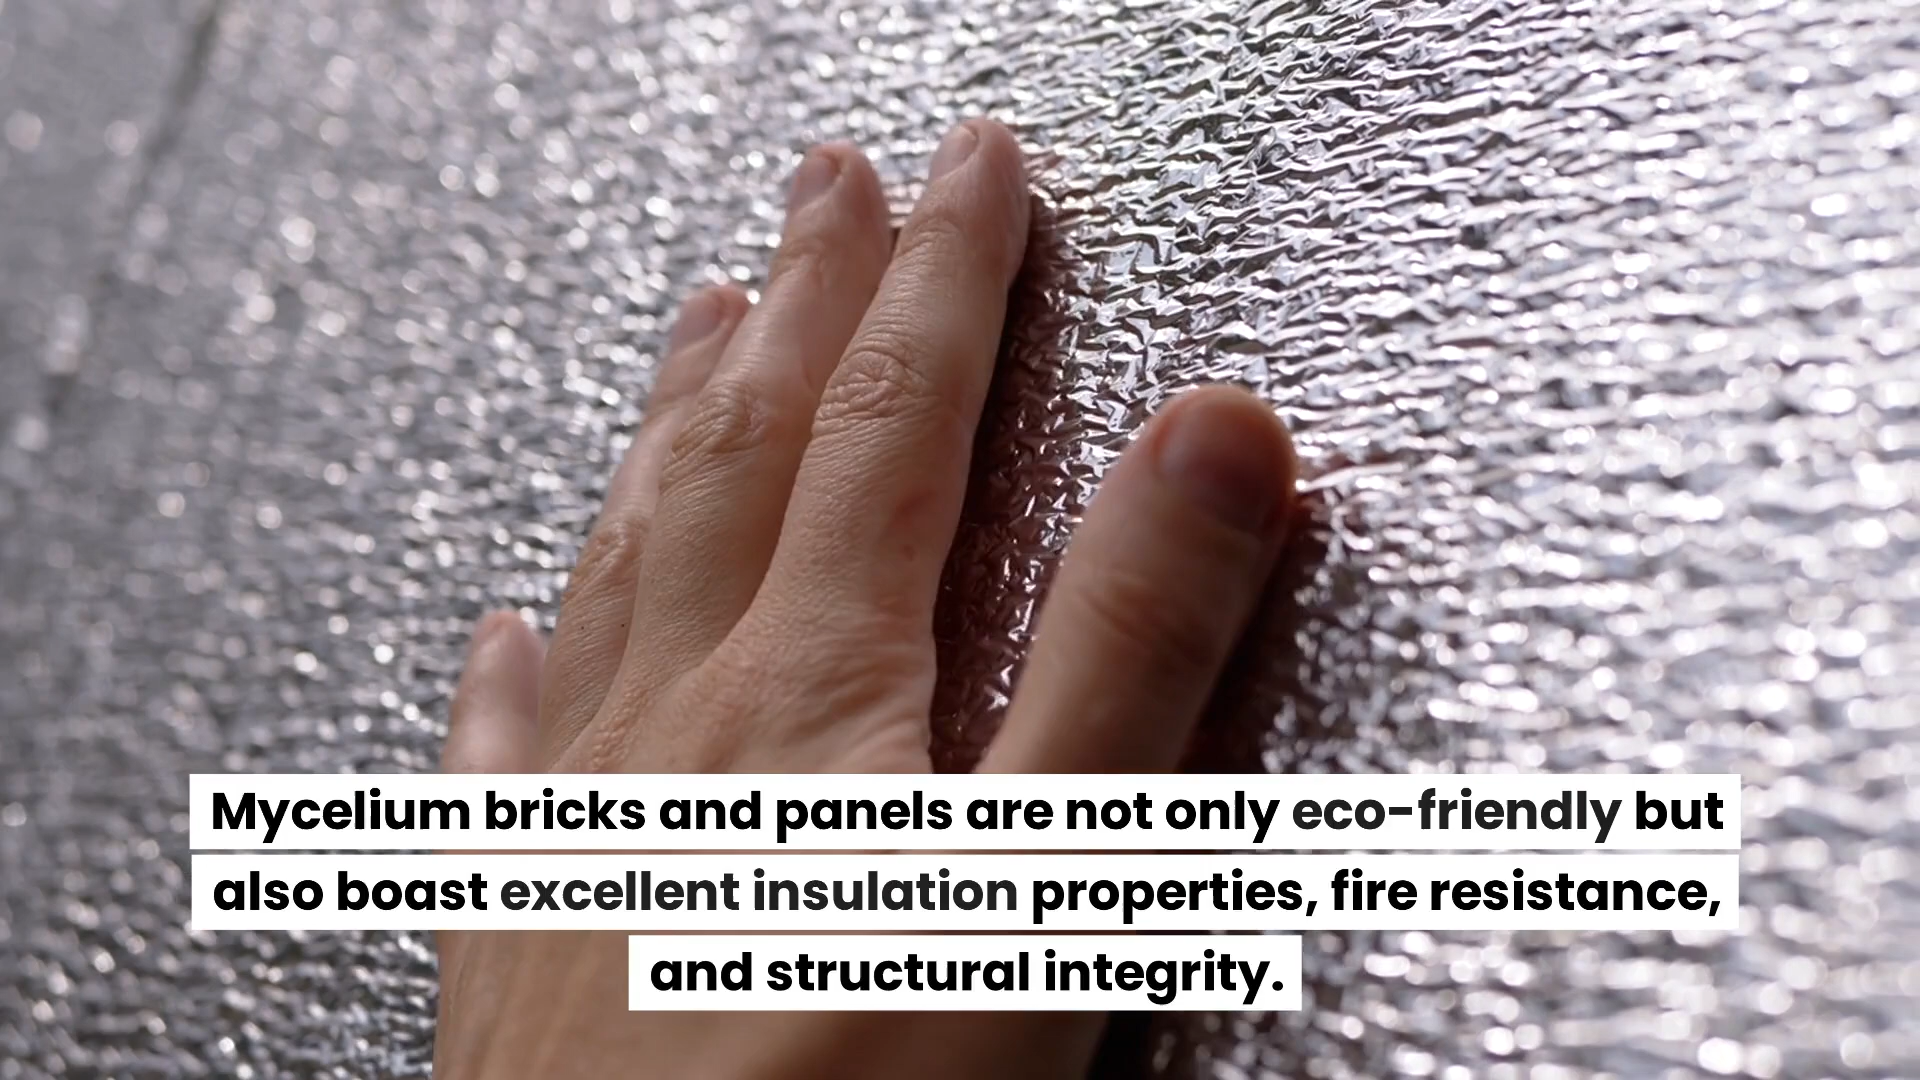 Mycelium bricks and panels are not only eco-friendly but
also boast excellent insulation properties, fire resistance,
and structural integrity.